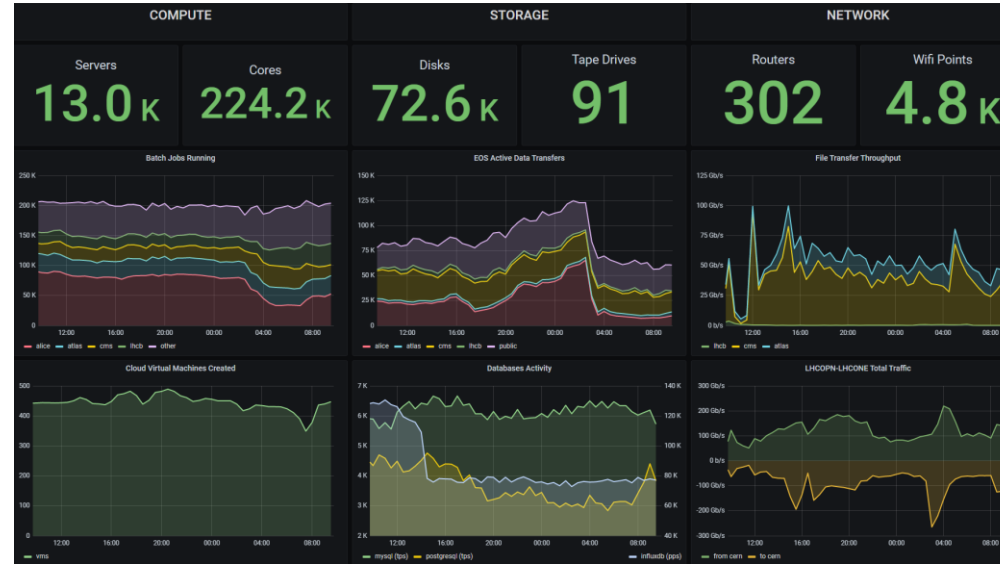 COMPUTE
STORAGE
NETWORK
Servers
13.0 K
Cores
224.2 K
Disks
72.6 K
Tape Drives
91
Routers
302
Wifi Points
4.8 K
Batch Jobs Running
250 K
200 K
150 K
100 K
50 K
0
12:00 16:00 20:00 00:00 04:00 08:00
alice atlas cms lhcb other
EOS Active Data Transfers
150 K
125 K
100 K
75 K
50 K
25 K
0
12:00 16:00 20:00 00:00 04:00 08:00
alice atlas cms lhcb public
File Transfer Throughput
125 Gb/s
100 Gb/s
75 Gb/s
50 Gb/s
25 Gb/s
0 b/s
12:00 16:00 20:00 00:00 04:00 08:00
lhcb cms atlas
Cloud Virtual Machines Created
500
400
300
200
100
0
12:00 16:00 20:00 00:00 04:00 08:00
vms
Databases Activity
7 K 140 K
6 K 120 K
5 K 100 K
4 K 80 K
3 K 60 K
2 K 40 K
12:00 16:00 20:00 00:00 04:00 08:00
mysql (tps) postgresql (tps) influxdb (pps)
LHCOPN-LHCONE Total Traffic
300 Gb/s
200 Gb/s
100 Gb/s
0 b/s
-100 Gb/s
-200 Gb/s
-300 Gb/s
12:00 16:00 20:00 00:00 04:00 08:00
from cern to cern